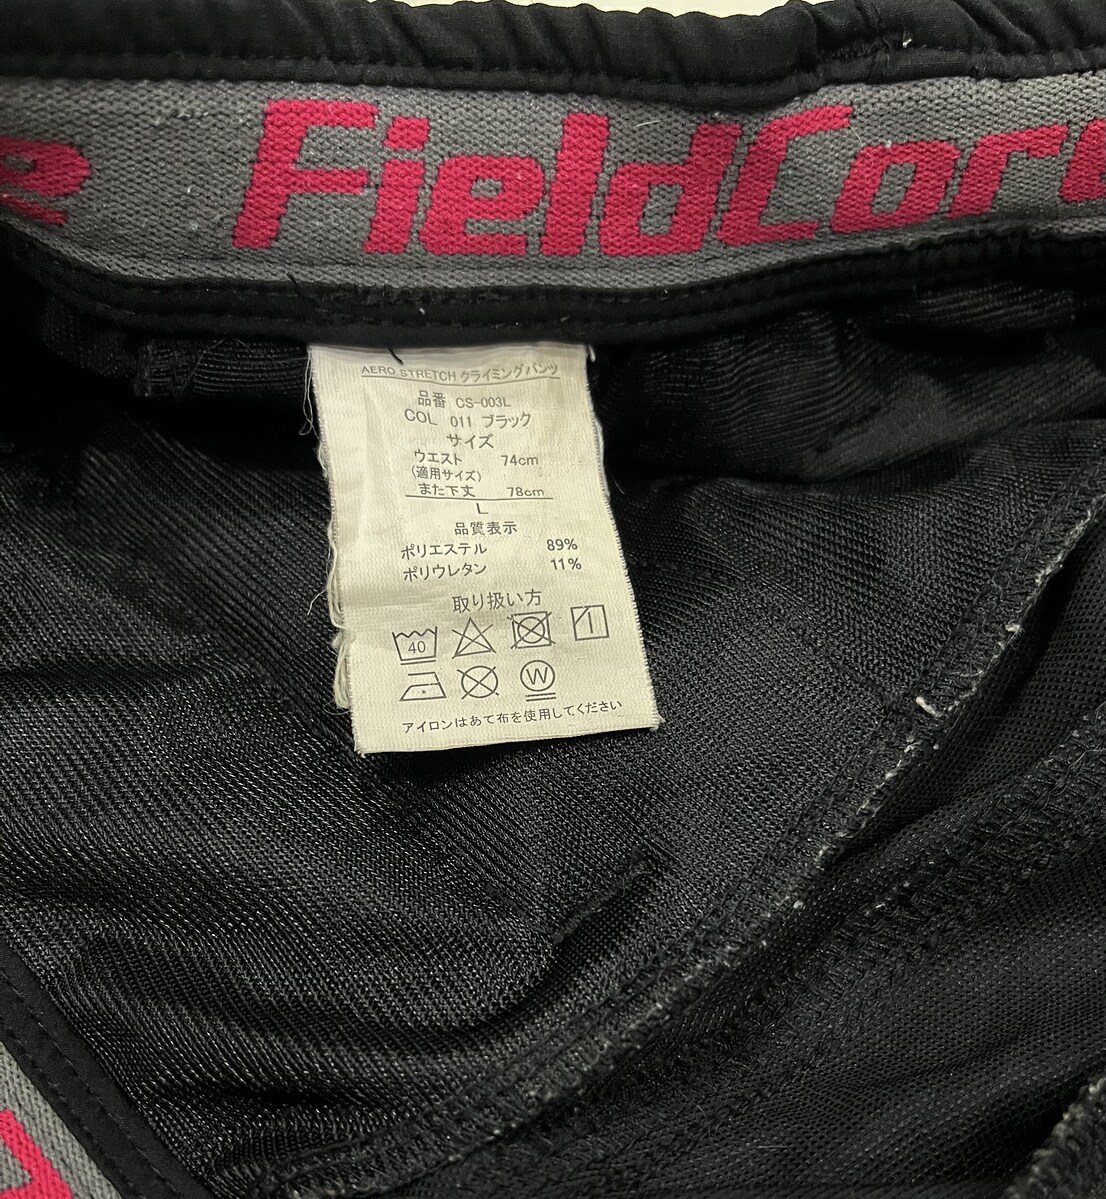 FieldCore
AERO STRETCH クライミングパンツ
品番 CS-003L
COL 011 ブラック
サイズ
ウエスト 74cm
(適用サイズ)
また下丈 78cm
L
品質表示
ポリエステル 89%
ポリウレタン 11%
取り扱い方
40
W
アイロンはあて布を使用してください